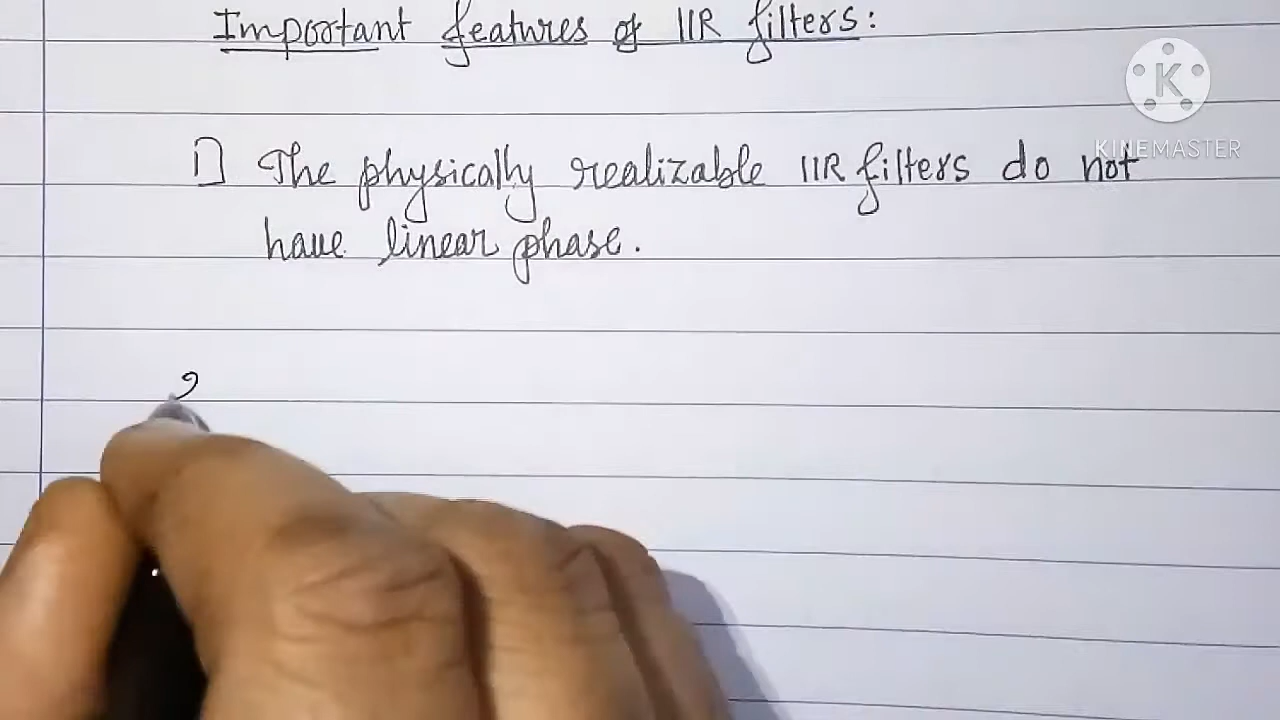 Important features of IIR filters:
K
KINEMASTER
1] The physically realizable IIR filters do not
have linear phase.
2